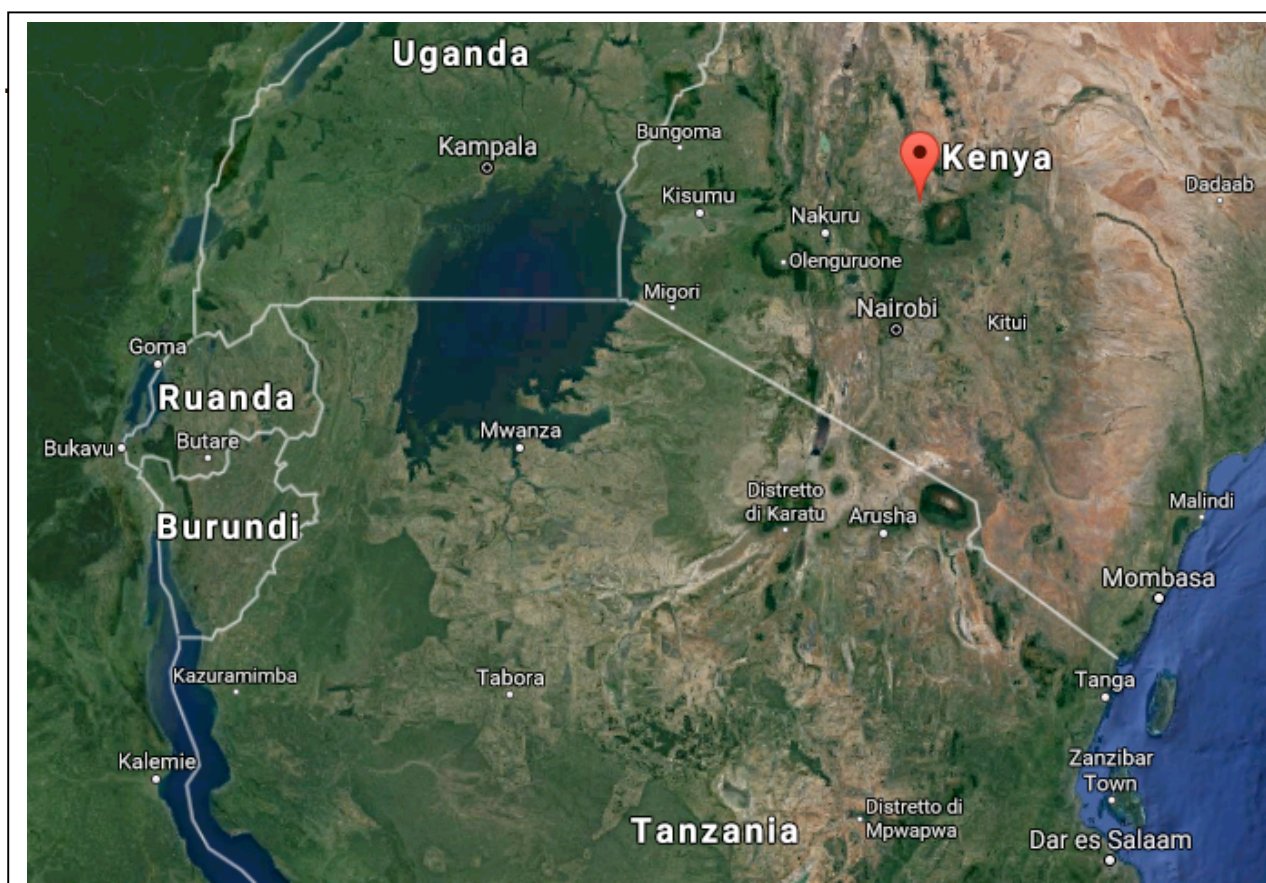 Uganda
Bungoma
Kampala
Kenya
Kisumu
Dadaab
Nakuru
Olenguruone
Migori
Nairobi
Kitui
Goma
Ruanda
Butare
Bukavu
Mwanza
Distretto
di Karatu
Arusha
Malindi
Burundi
Mombasa
Kazuramimba
Tabora
Tanga
Kalemie
Zanzibar
Town
Distretto di
Mpwapwa
Tanzania
Dar es Salaam